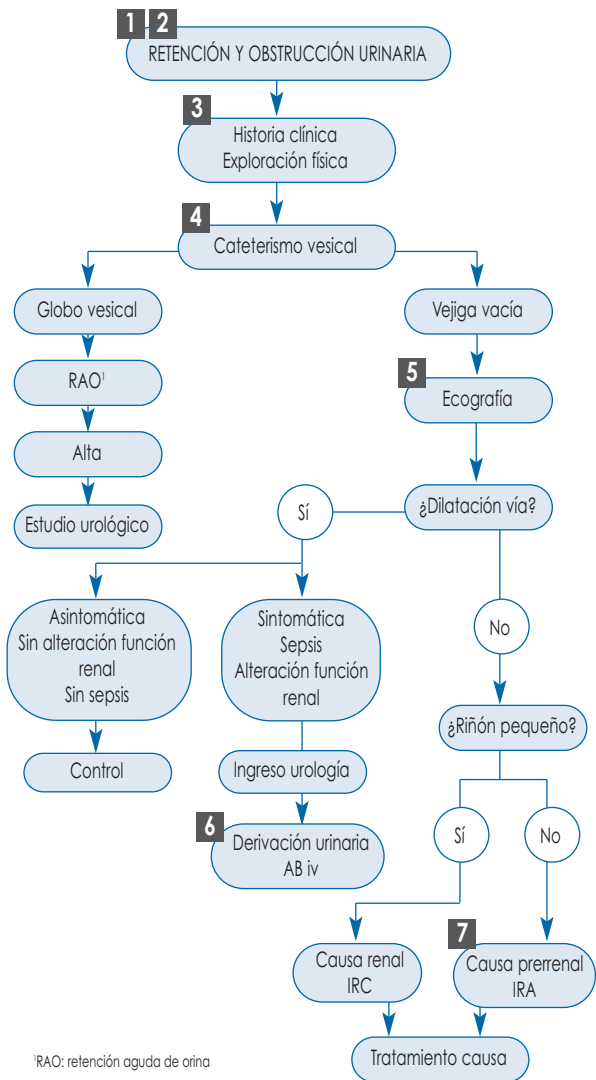 1 2
RETENCIÓN Y OBSTRUCCIÓN URINARIA
3
Historia clínica
Exploración física
4
Cateterismo vesical
Globo vesical
Vejiga vacía
RAO¹
5
Ecografía
Alta
Estudio urológico
Sí
¿Dilatación vía?
Asintomática
Sin alteración función
renal
Sin sepsis
Sintomática
Sepsis
Alteración función
renal
No
¿Riñón pequeño?
Control
Ingreso urología
6
Derivación urinaria
AB iv
Sí
No
Causa renal
IRC
7
Causa prerrenal
IRA
Tratamiento causa
¹RAO: retención aguda de orina